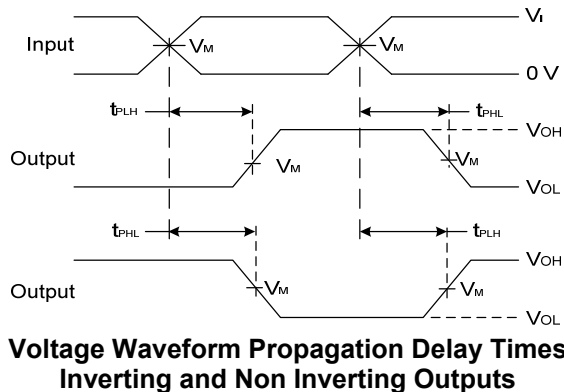 Input VM VM VI
0 V
tPLH tPHL
VOH
Output VM VM
VOL
tPHL tPLH
VOH
Output VM VM
VOL
Voltage Waveform Propagation Delay Times
Inverting and Non Inverting Outputs